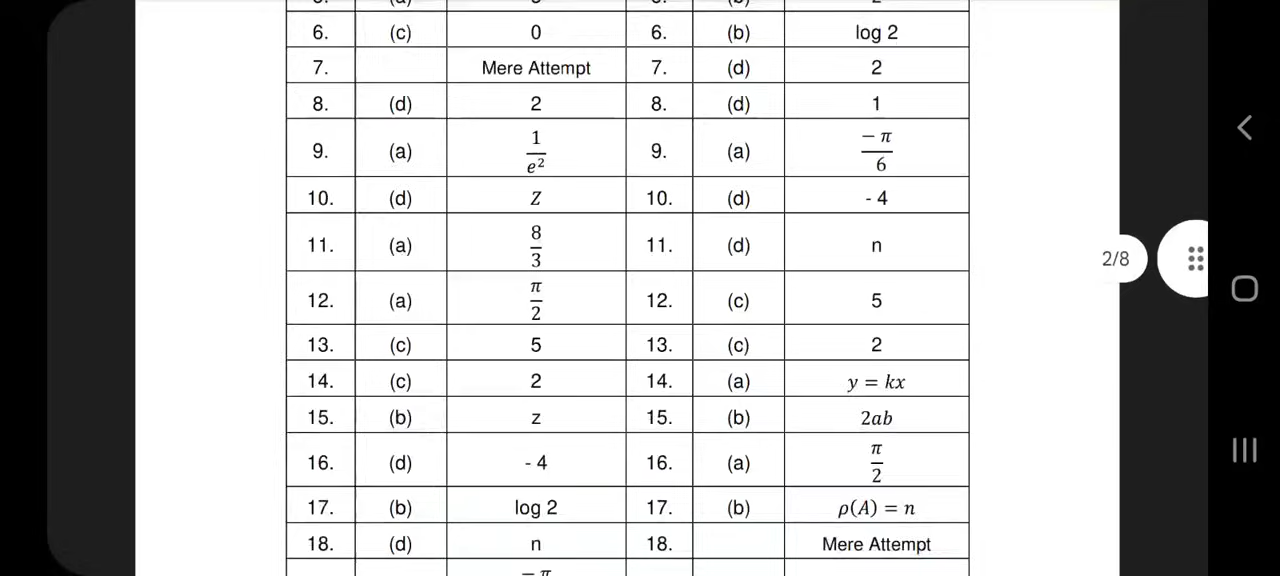 6. (c) 0 6. (b) log 2
7. Mere Attempt 7. (d) 2
8. (d) 2 8. (d) 1
9. (a) 1/e² 9. (a) −π/6
10. (d) Z 10. (d) - 4
11. (a) 8/3 11. (d) n
12. (a) π/2 12. (c) 5
13. (c) 5 13. (c) 2
14. (c) 2 14. (a) y = kx
15. (b) z 15. (b) 2ab
16. (d) - 4 16. (a) π/2
17. (b) log 2 17. (b) ρ(A) = n
18. (d) n 18. Mere Attempt
− π
2/8